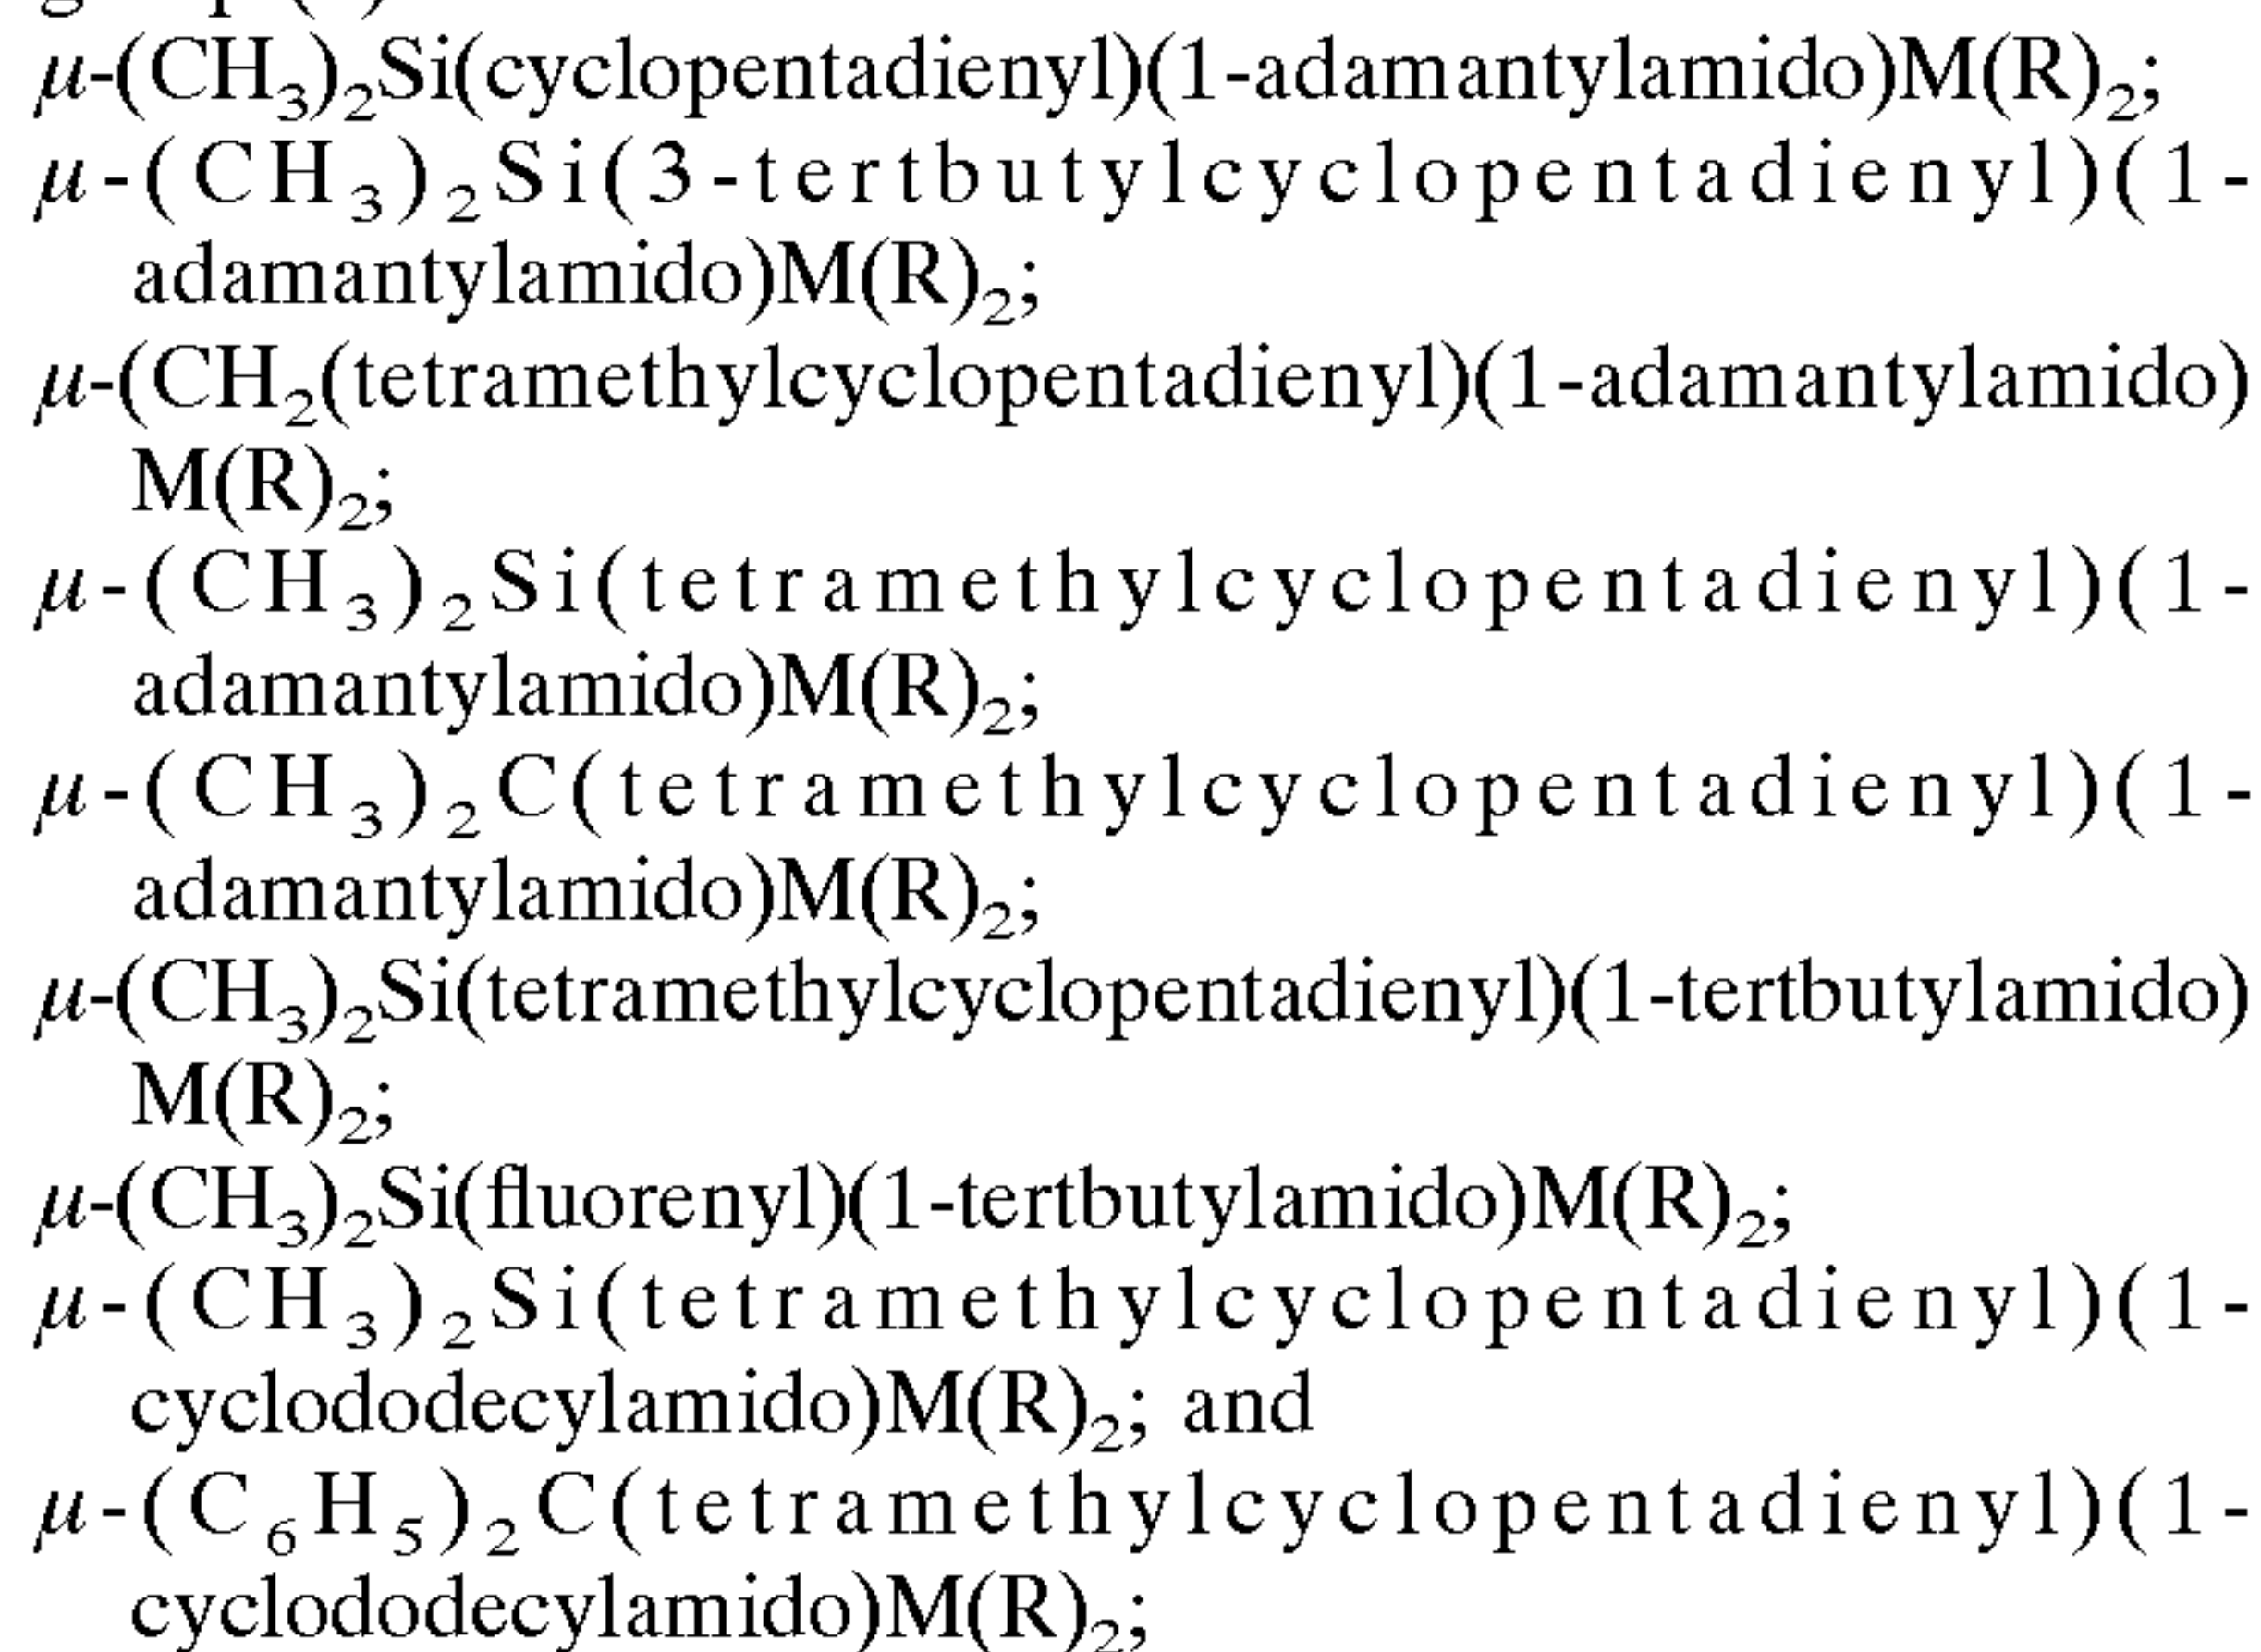 μ-(CH₃)₂Si(cyclopentadienyl)(1-adamantylamido)M(R)₂;
μ-(CH₃)₂Si(3-tertbutylcyclopentadienyl)(1-
adamantylamido)M(R)₂;
μ-(CH₂(tetramethylcyclopentadienyl)(1-adamantylamido)
M(R)₂;
μ-(CH₃)₂Si(tetramethylcyclopentadienyl)(1-
adamantylamido)M(R)₂;
μ-(CH₃)₂C(tetramethylcyclopentadienyl)(1-
adamantylamido)M(R)₂;
μ-(CH₃)₂Si(tetramethylcyclopentadienyl)(1-tertbutylamido)
M(R)₂;
μ-(CH₃)₂Si(fluorenyl)(1-tertbutylamido)M(R)₂;
μ-(CH₃)₂Si(tetramethylcyclopentadienyl)(1-
cyclododecylamido)M(R)₂; and
μ-(C₆H₅)₂C(tetramethylcyclopentadienyl)(1-
cyclododecylamido)M(R)₂;